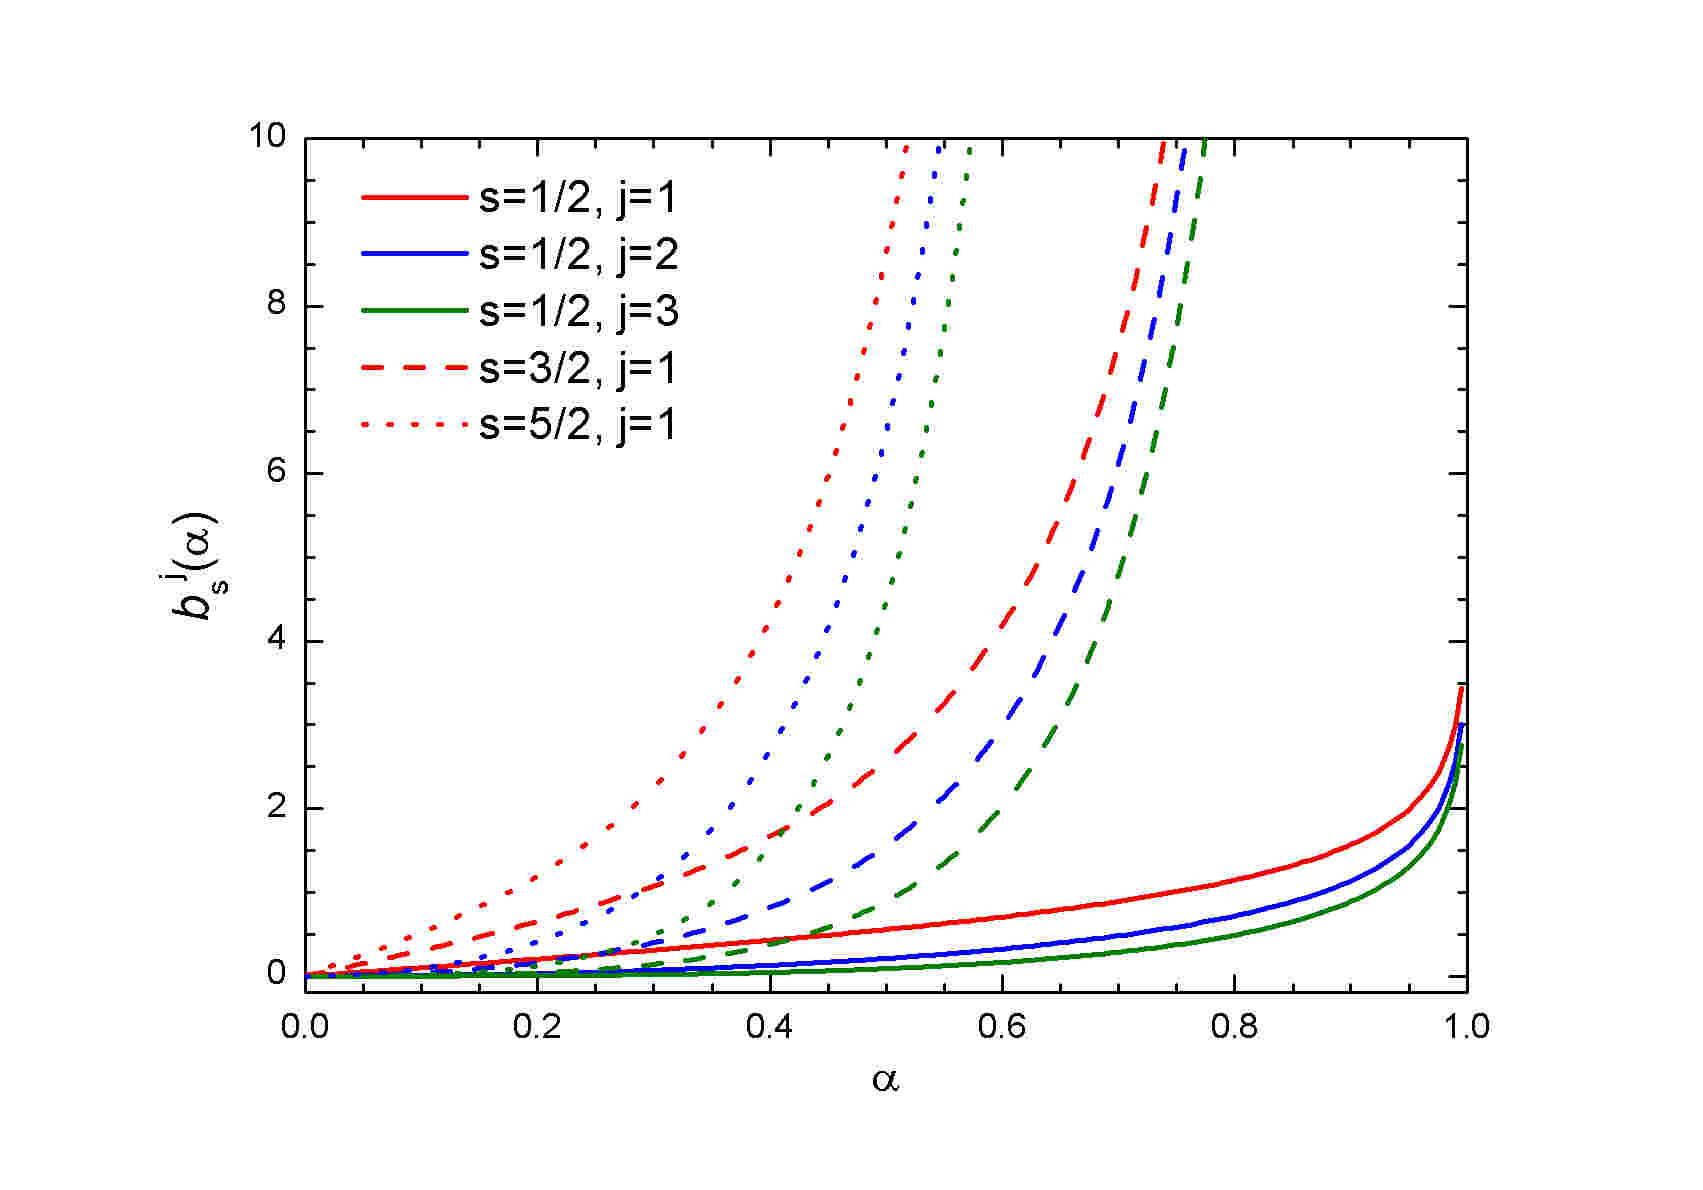 10
8
6
4
2
0
s=1/2, j=1
s=1/2, j=2
s=1/2, j=3
s=3/2, j=1
s=5/2, j=1
b_s^j(α)
0.0 0.2 0.4 0.6 0.8 1.0
α